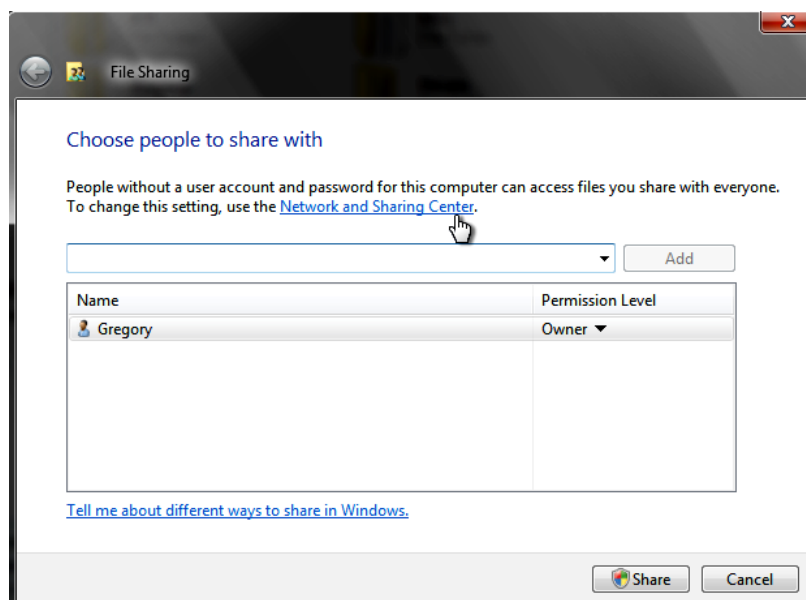 File Sharing
Choose people to share with
People without a user account and password for this computer can access files you share with everyone.
To change this setting, use the Network and Sharing Center.
Add
Name Permission Level
Gregory Owner
Tell me about different ways to share in Windows.
Share Cancel